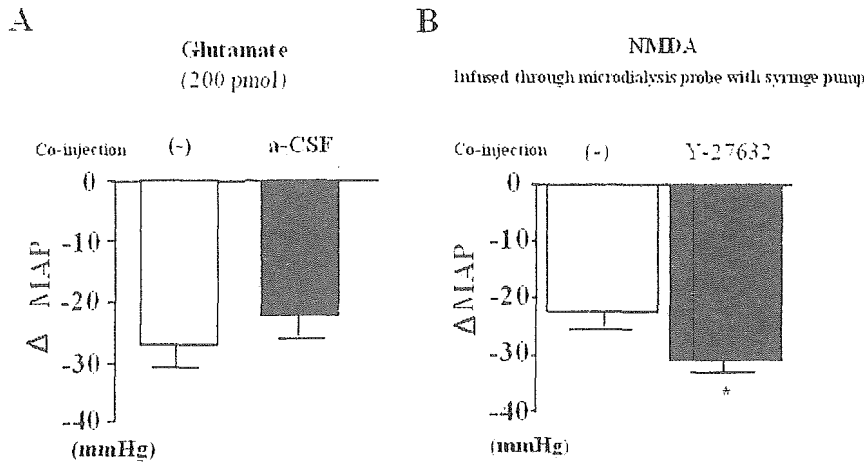 A
Glutamate
(200 pmol)
Co-injection (-) a-CSF
0
-10
-20
-30
-40
Δ MAP
(mmHg)
B
NMDA
Infused through microdialysis probe with syringe pump
Co-injection (-) Y-27632
0
-10
-20
-30
-40
Δ MAP
(mmHg)
*